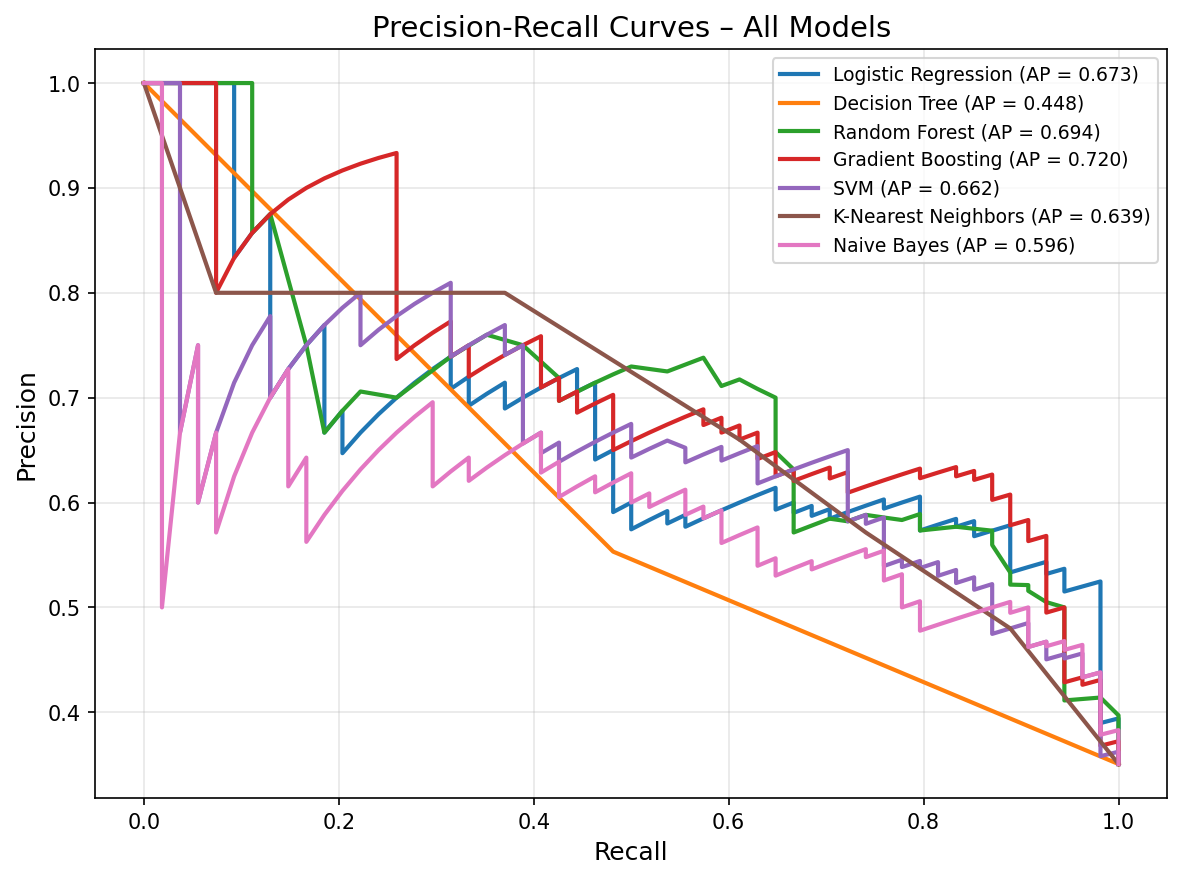 Precision-Recall Curves – All Models
Logistic Regression (AP = 0.673)
Decision Tree (AP = 0.448)
Random Forest (AP = 0.694)
Gradient Boosting (AP = 0.720)
SVM (AP = 0.662)
K-Nearest Neighbors (AP = 0.639)
Naive Bayes (AP = 0.596)
Precision
1.0
0.9
0.8
0.7
0.6
0.5
0.4
0.0 0.2 0.4 0.6 0.8 1.0
Recall